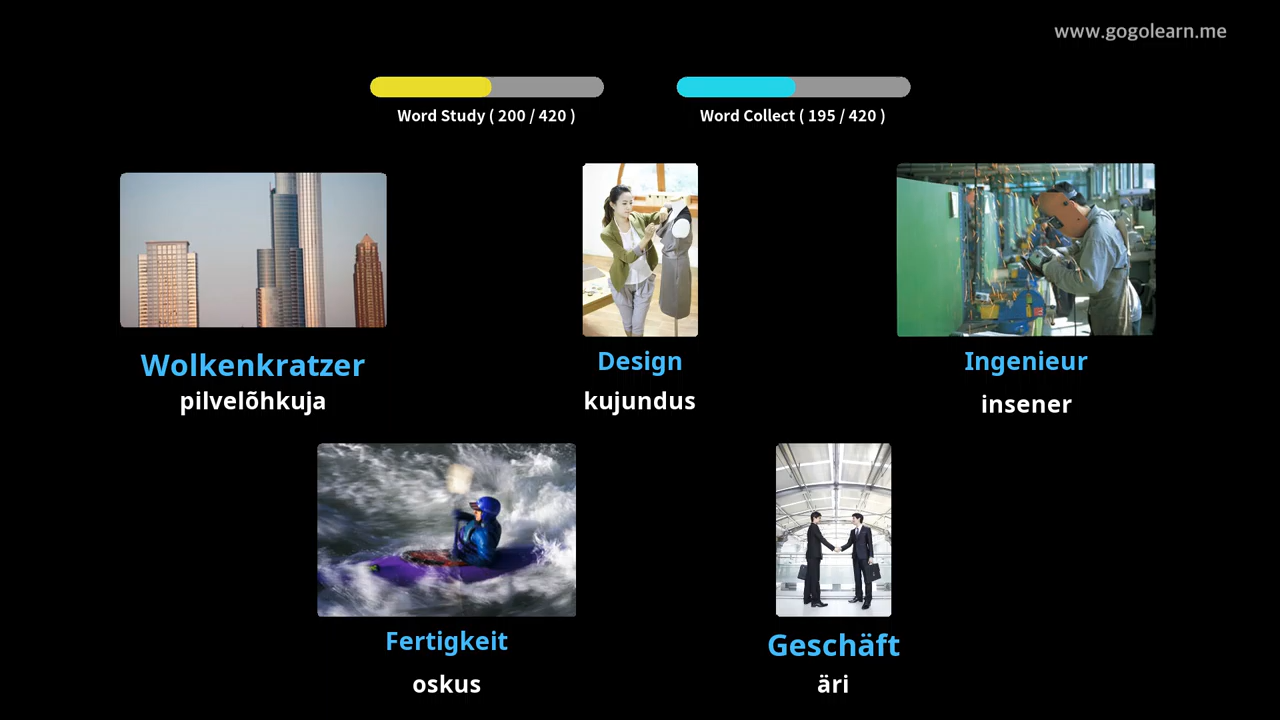 www.gogolearn.me
Word Study ( 200 / 420 )
Word Collect ( 195 / 420 )
Wolkenkratzer
pilvelõhkuja
Design
kujundus
Ingenieur
insener
Fertigkeit
oskus
Geschäft
äri